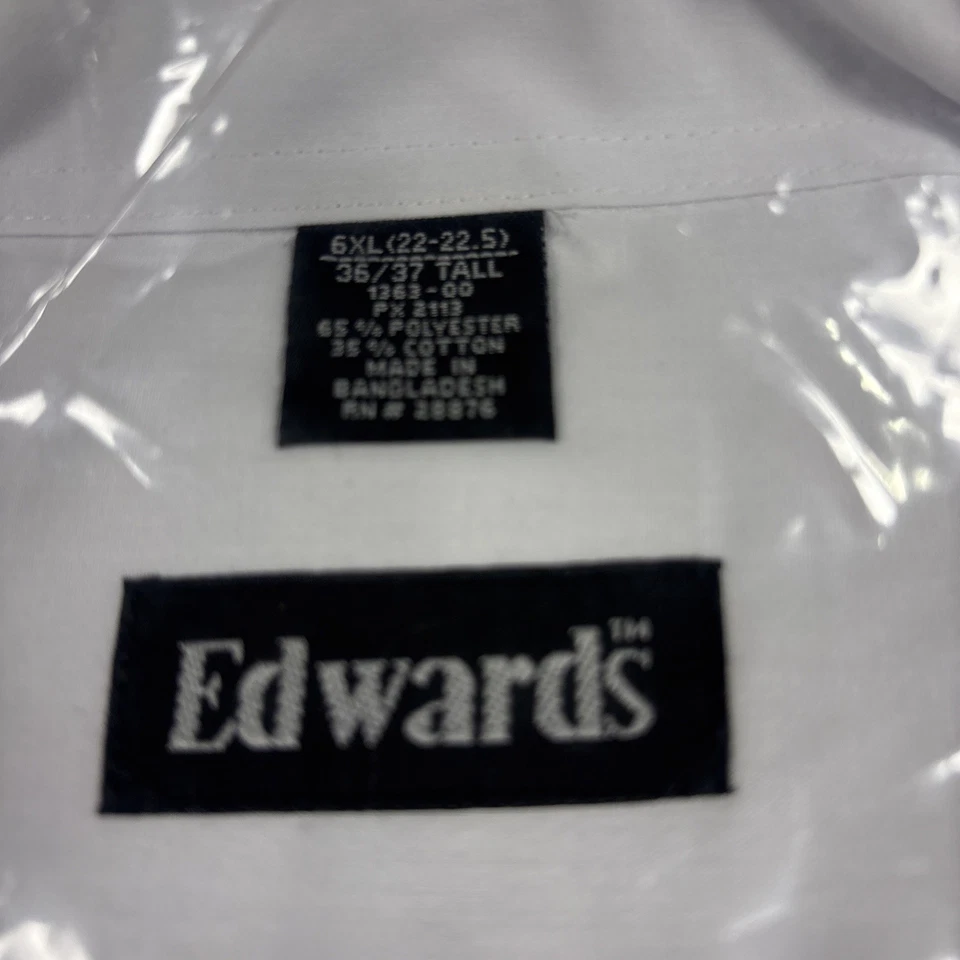 6XL(22-22.5)
36/37 TALL
1363-00
PX 2113
65 % POLYESTER
35 % COTTON
MADE IN
BANGLADESH
RN # 28876
Edwards™